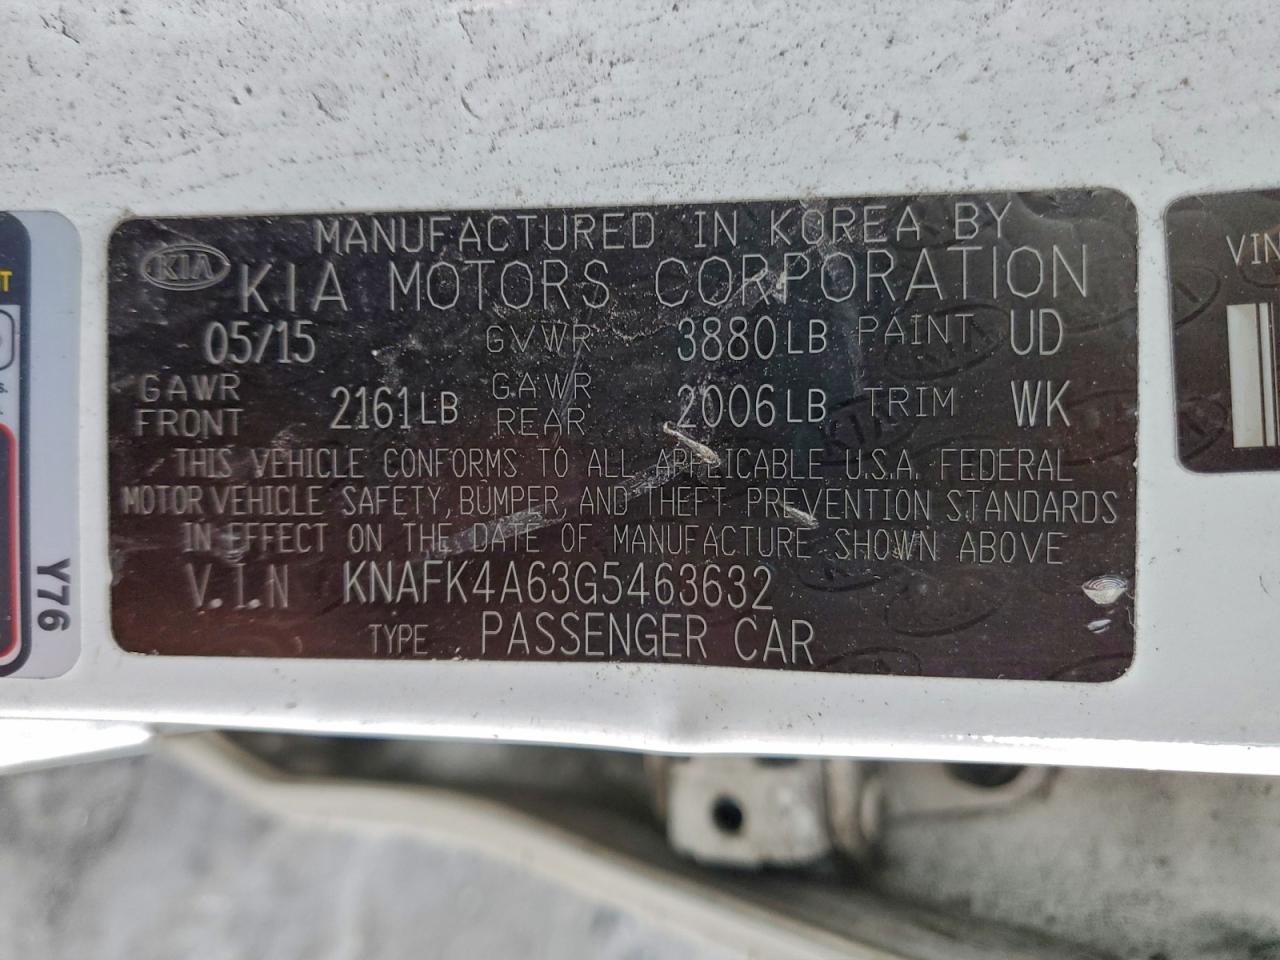 MANUFACTURED IN KOREA BY
KIA KIA MOTORS CORPORATION
05/15 GVWR 3880LB PAINT UD
GAWR FRONT 2161LB GAWR REAR 2006LB TRIM WK
THIS VEHICLE CONFORMS TO ALL APPLICABLE U.S.A. FEDERAL
MOTOR VEHICLE SAFETY, BUMPER, AND THEFT PREVENTION STANDARDS
IN EFFECT ON THE DATE OF MANUFACTURE SHOWN ABOVE
V.I.N KNAFK4A63G5463632
TYPE PASSENGER CAR
Y76
VIN